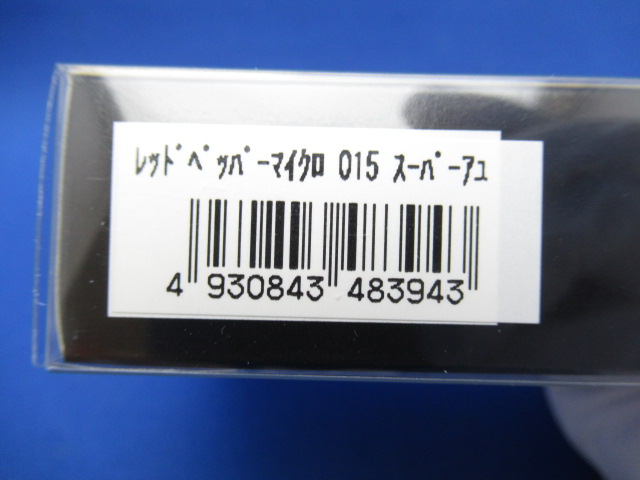 ﾚｯﾄﾞﾍﾟｯﾊﾟｰﾏｲｸﾛ 015 ｽｰﾊﾟｰｱﾕ
4 930843 483943